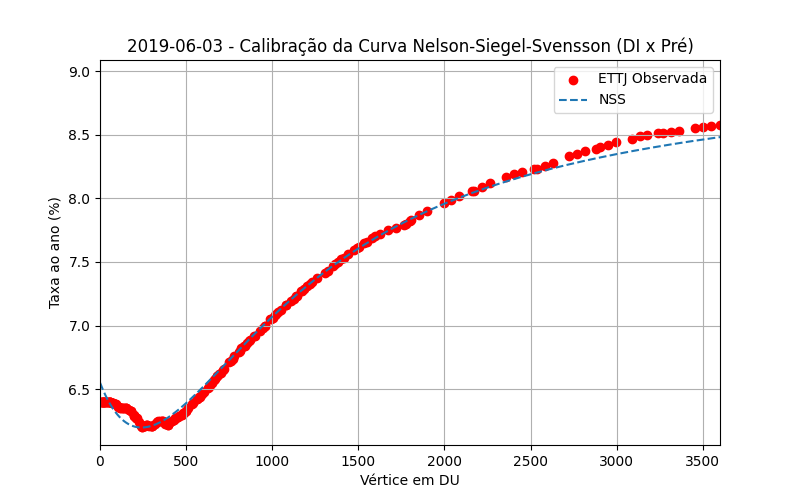 2019-06-03 - Calibração da Curva Nelson-Siegel-Svensson (DI x Pré)
9.0
8.5
8.0
7.5
7.0
6.5
Taxa ao ano (%)
ETTJ Observada
NSS
0 500 1000 1500 2000 2500 3000 3500
Vértice em DU